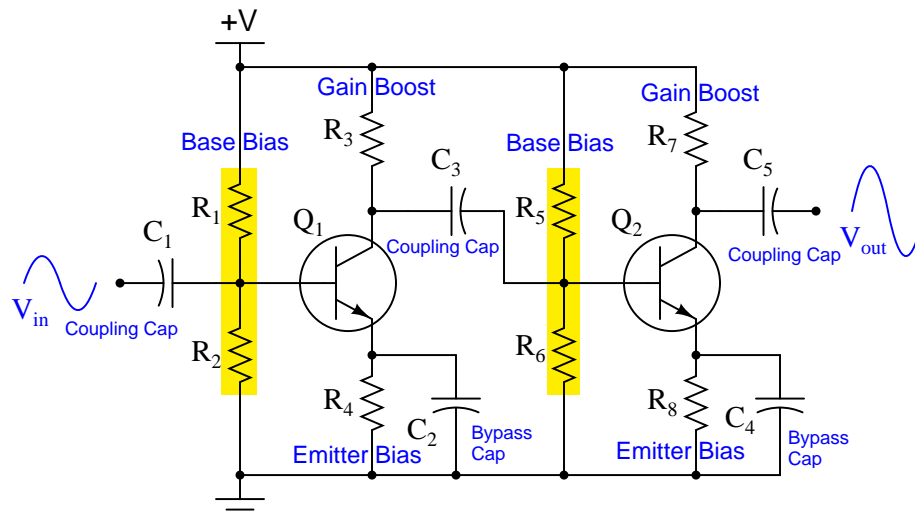 +V
Gain Boost
Gain Boost
R3
R7
Base Bias
Base Bias
C3
C5
R1
Q1
R5
Q2
C1
Coupling Cap
Coupling Cap
Vout
Vin
Coupling Cap
R2
R6
R4
C2
R8
C4
Bypass
Cap
Bypass
Cap
Emitter Bias
Emitter Bias